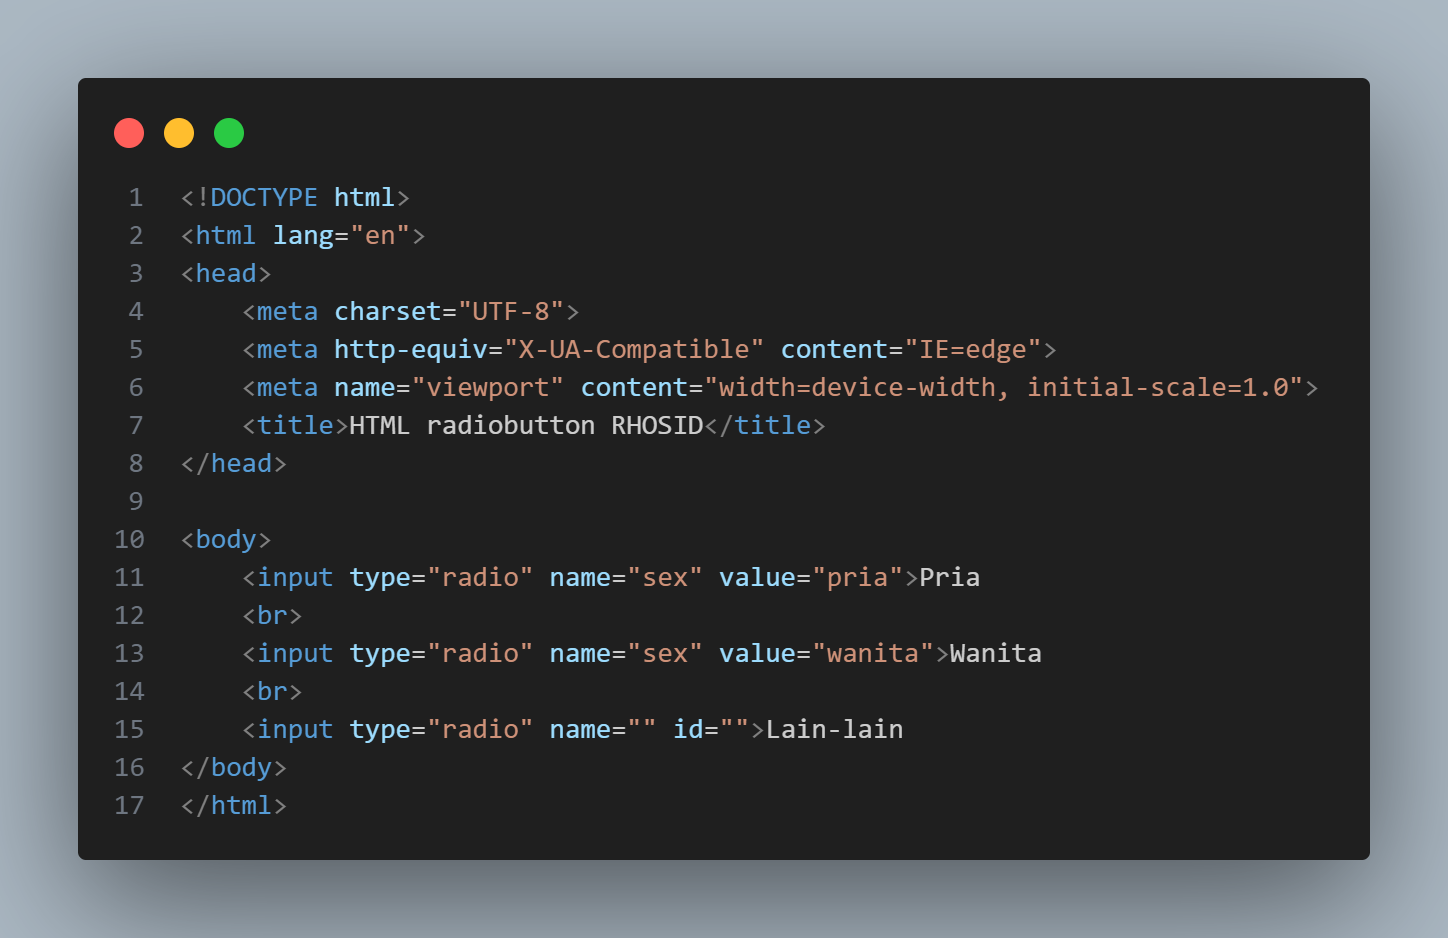 1 <!DOCTYPE html>
2 <html lang="en">
3 <head>
4     <meta charset="UTF-8">
5     <meta http-equiv="X-UA-Compatible" content="IE=edge">
6     <meta name="viewport" content="width=device-width, initial-scale=1.0">
7     <title>HTML radiobutton RHOSID</title>
8 </head>
9
10 <body>
11     <input type="radio" name="sex" value="pria">Pria
12     <br>
13     <input type="radio" name="sex" value="wanita">Wanita
14     <br>
15     <input type="radio" name="" id="">Lain-lain
16 </body>
17 </html>